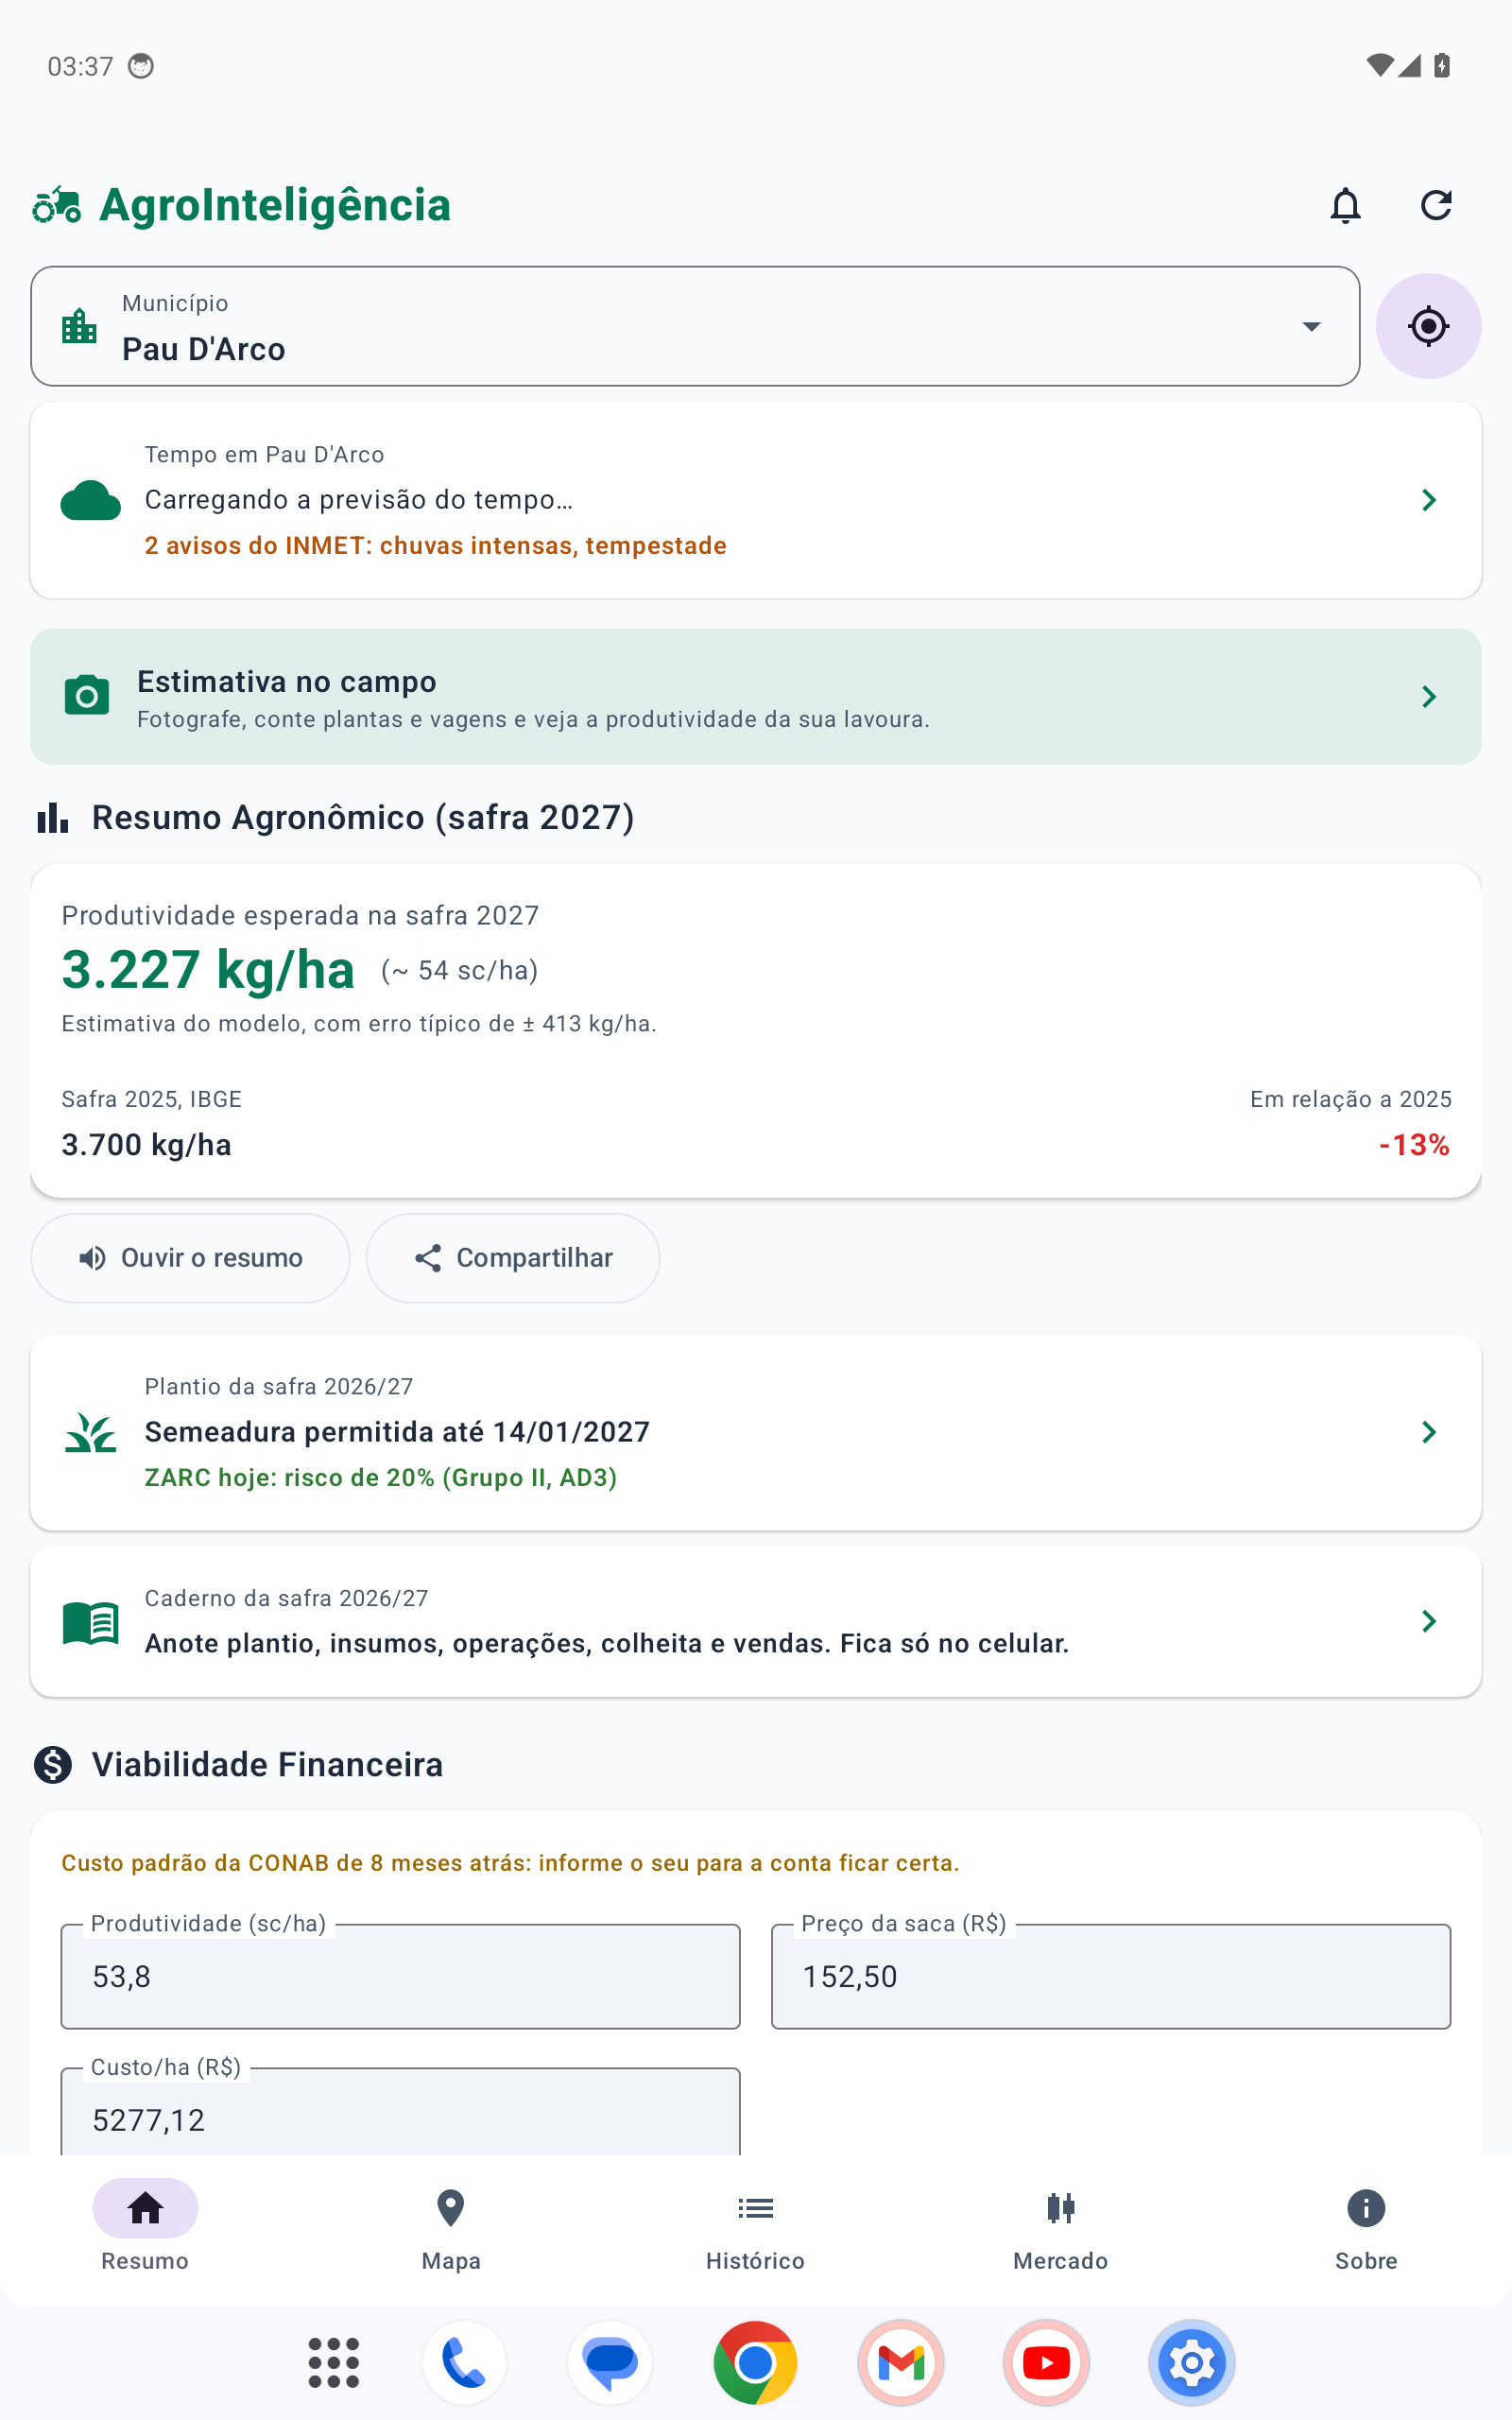 03:37
AgroInteligência
Município
Pau D'Arco
Tempo em Pau D'Arco
Carregando a previsão do tempo…
2 avisos do INMET: chuvas intensas, tempestade
Estimativa no campo
Fotografe, conte plantas e vagens e veja a produtividade da sua lavoura.
Resumo Agronômico (safra 2027)
Produtividade esperada na safra 2027
3.227 kg/ha (~ 54 sc/ha)
Estimativa do modelo, com erro típico de ± 413 kg/ha.
Safra 2025, IBGE Em relação a 2025
3.700 kg/ha -13%
Ouvir o resumo Compartilhar
Plantio da safra 2026/27
Semeadura permitida até 14/01/2027
ZARC hoje: risco de 20% (Grupo II, AD3)
Caderno da safra 2026/27
Anote plantio, insumos, operações, colheita e vendas. Fica só no celular.
Viabilidade Financeira
Custo padrão da CONAB de 8 meses atrás: informe o seu para a conta ficar certa.
Produtividade (sc/ha) Preço da saca (R$)
53,8 152,50
Custo/ha (R$)
5277,12
Resumo Mapa Histórico Mercado Sobre